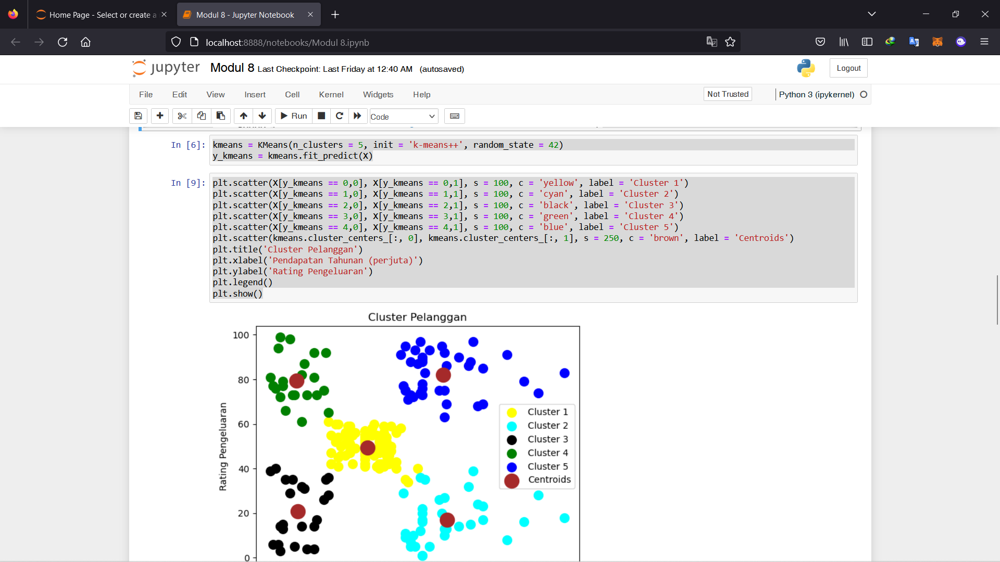 Home Page - Select or create a
Modul 8 - Jupyter Notebook
localhost:8888/notebooks/Modul 8.ipynb
jupyter Modul 8 Last Checkpoint: Last Friday at 12:40 AM (autosaved)
Logout
File Edit View Insert Cell Kernel Widgets Help
Not Trusted
Python 3 (ipykernel)
Run
Code
In [6]:
kmeans = KMeans(n_clusters = 5, init = 'k-means++', random_state = 42)
y_kmeans = kmeans.fit_predict(X)
In [9]:
plt.scatter(X[y_kmeans == 0,0], X[y_kmeans == 0,1], s = 100, c = 'yellow', label = 'Cluster 1')
plt.scatter(X[y_kmeans == 1,0], X[y_kmeans == 1,1], s = 100, c = 'cyan', label = 'Cluster 2')
plt.scatter(X[y_kmeans == 2,0], X[y_kmeans == 2,1], s = 100, c = 'black', label = 'Cluster 3')
plt.scatter(X[y_kmeans == 3,0], X[y_kmeans == 3,1], s = 100, c = 'green', label = 'Cluster 4')
plt.scatter(X[y_kmeans == 4,0], X[y_kmeans == 4,1], s = 100, c = 'blue', label = 'Cluster 5')
plt.scatter(kmeans.cluster_centers_[:, 0], kmeans.cluster_centers_[:, 1], s = 250, c = 'brown', label = 'Centroids')
plt.title('Cluster Pelanggan')
plt.xlabel('Pendapatan Tahunan (perjuta)')
plt.ylabel('Rating Pengeluaran')
plt.legend()
plt.show()
Cluster Pelanggan
Rating Pengeluaran
100
80
60
40
20
0
Cluster 1
Cluster 2
Cluster 3
Cluster 4
Cluster 5
Centroids